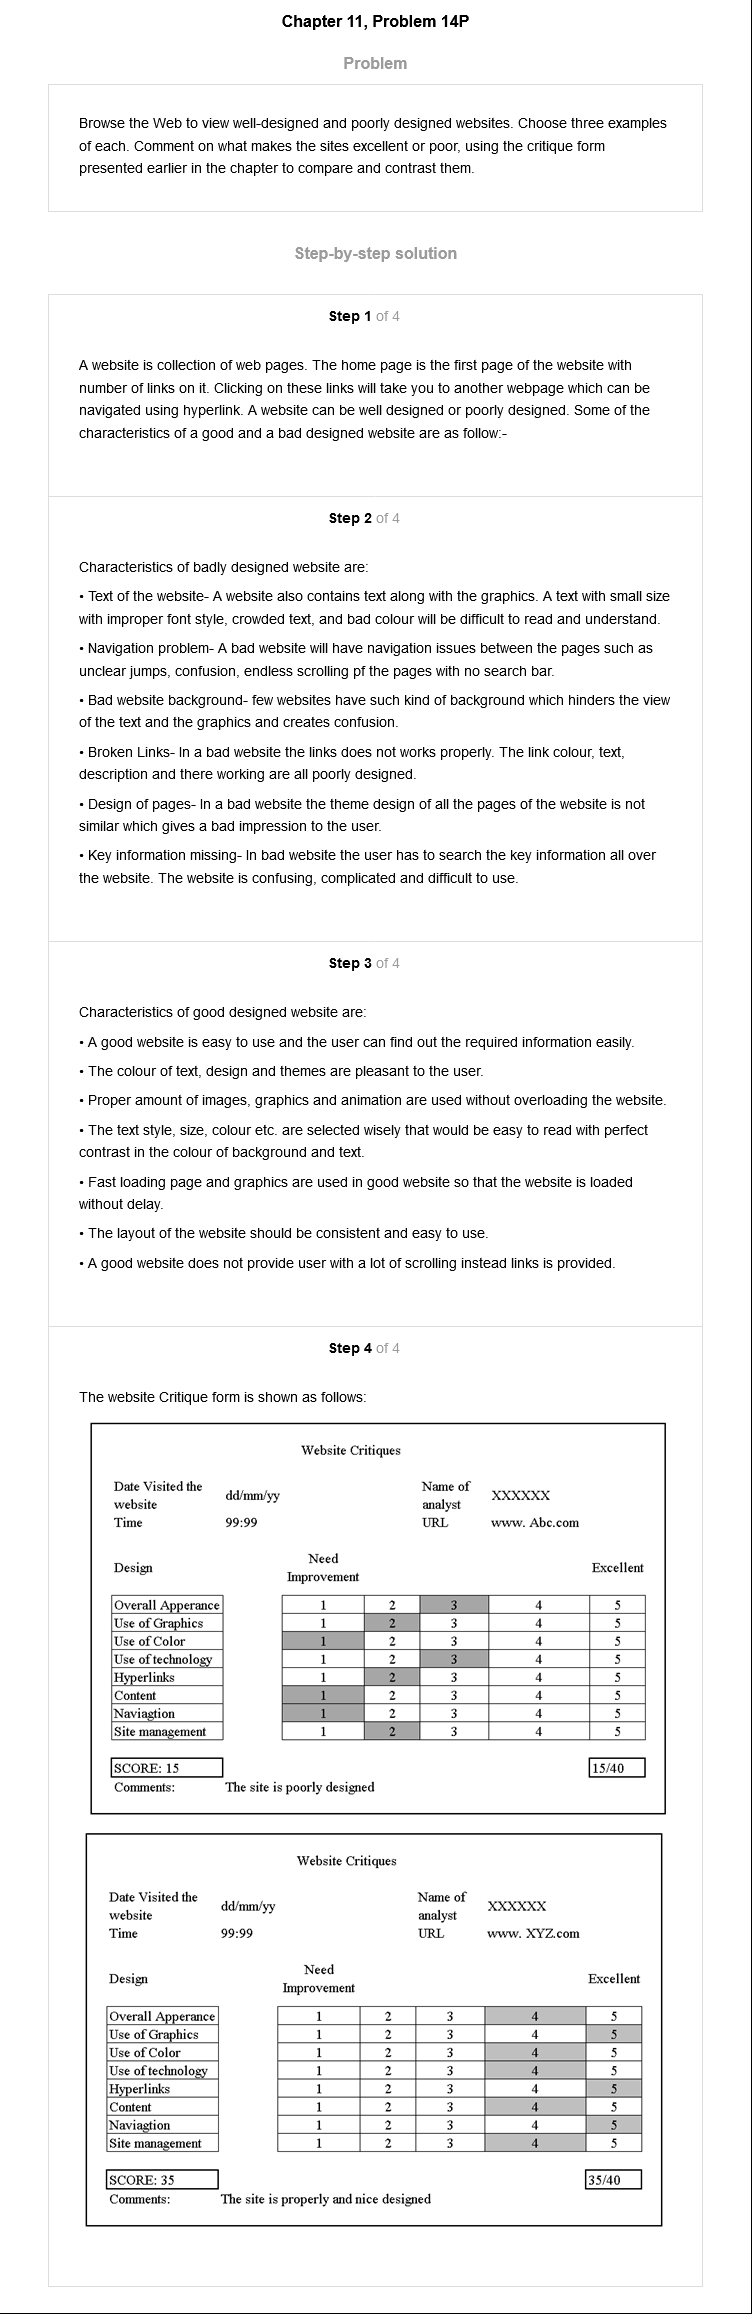 Chapter 11, Problem 14P
Problem
Browse the Web to view well-designed and poorly designed websites. Choose three examples
of each. Comment on what makes the sites excellent or poor, using the critique form
presented earlier in the chapter to compare and contrast them.
Step-by-step solution
Step 1 of 4
A website is collection of web pages. The home page is the first page of the website with
number of links on it. Clicking on these links will take you to another webpage which can be
navigated using hyperlink. A website can be well designed or poorly designed. Some of the
characteristics of a good and a bad designed website are as follow:-
Step 2 of 4
Characteristics of badly designed website are:
• Text of the website- A website also contains text along with the graphics. A text with small size
with improper font style, crowded text, and bad colour will be difficult to read and understand.
• Navigation problem- A bad website will have navigation issues between the pages such as
unclear jumps, confusion, endless scrolling pf the pages with no search bar.
• Bad website background- few websites have such kind of background which hinders the view
of the text and the graphics and creates confusion.
• Broken Links- In a bad website the links does not works properly. The link colour, text,
description and there working are all poorly designed.
• Design of pages- In a bad website the theme design of all the pages of the website is not
similar which gives a bad impression to the user.
• Key information missing- In bad website the user has to search the key information all over
the website. The website is confusing, complicated and difficult to use.
Step 3 of 4
Characteristics of good designed website are:
• A good website is easy to use and the user can find out the required information easily.
• The colour of text, design and themes are pleasant to the user.
• Proper amount of images, graphics and animation are used without overloading the website.
• The text style, size, colour etc. are selected wisely that would be easy to read with perfect
contrast in the colour of background and text.
• Fast loading page and graphics are used in good website so that the website is loaded
without delay.
• The layout of the website should be consistent and easy to use.
• A good website does not provide user with a lot of scrolling instead links is provided.
Step 4 of 4
The website Critique form is shown as follows:
Website Critiques
Date Visited the website dd/mm/yy Name of analyst XXXXXX
Time 99:99 URL www. Abc.com
Design Need Improvement Excellent
Overall Apperance 1 2 3 4 5
Use of Graphics 1 2 3 4 5
Use of Color 1 2 3 4 5
Use of technology 1 2 3 4 5
Hyperlinks 1 2 3 4 5
Content 1 2 3 4 5
Naviagtion 1 2 3 4 5
Site management 1 2 3 4 5
SCORE: 15 15/40
Comments: The site is poorly designed
Website Critiques
Date Visited the website dd/mm/yy Name of analyst XXXXXX
Time 99:99 URL www. XYZ.com
Design Need Improvement Excellent
Overall Apperance 1 2 3 4 5
Use of Graphics 1 2 3 4 5
Use of Color 1 2 3 4 5
Use of technology 1 2 3 4 5
Hyperlinks 1 2 3 4 5
Content 1 2 3 4 5
Naviagtion 1 2 3 4 5
Site management 1 2 3 4 5
SCORE: 35 35/40
Comments: The site is properly and nice designed